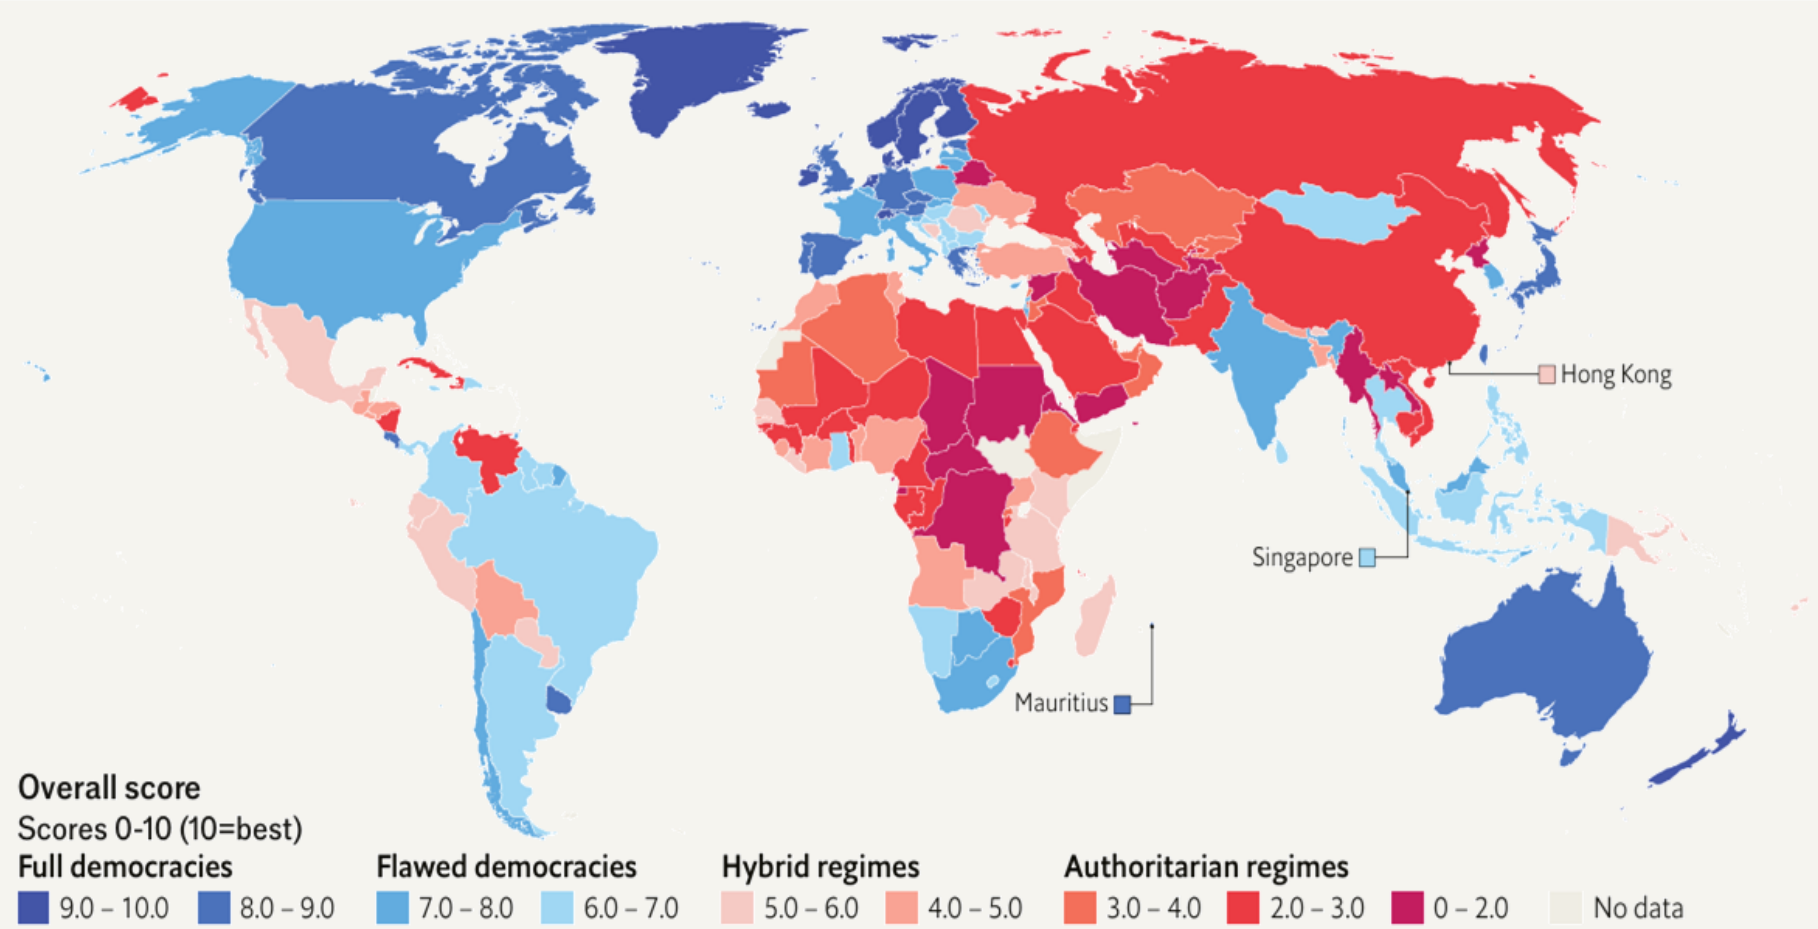 Hong Kong
Singapore
Mauritius
Overall score
Scores 0-10 (10=best)
Full democracies
9.0 – 10.0
8.0 – 9.0
Flawed democracies
7.0 – 8.0
6.0 – 7.0
Hybrid regimes
5.0 – 6.0
4.0 – 5.0
Authoritarian regimes
3.0 – 4.0
2.0 – 3.0
0 – 2.0
No data